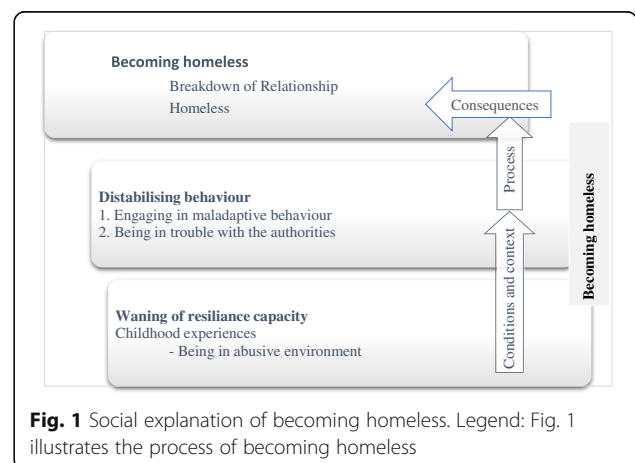 Becoming homeless
Breakdown of Relationship
Homeless
Consequences
Process
Distabilising behaviour
1. Engaging in maladaptive behaviour
2. Being in trouble with the authorities
Becoming homeless
Waning of resiliance capacity
Childhood experiences
- Being in abusive environment
Conditions and context
Fig. 1 Social explanation of becoming homeless. Legend: Fig. 1
illustrates the process of becoming homeless